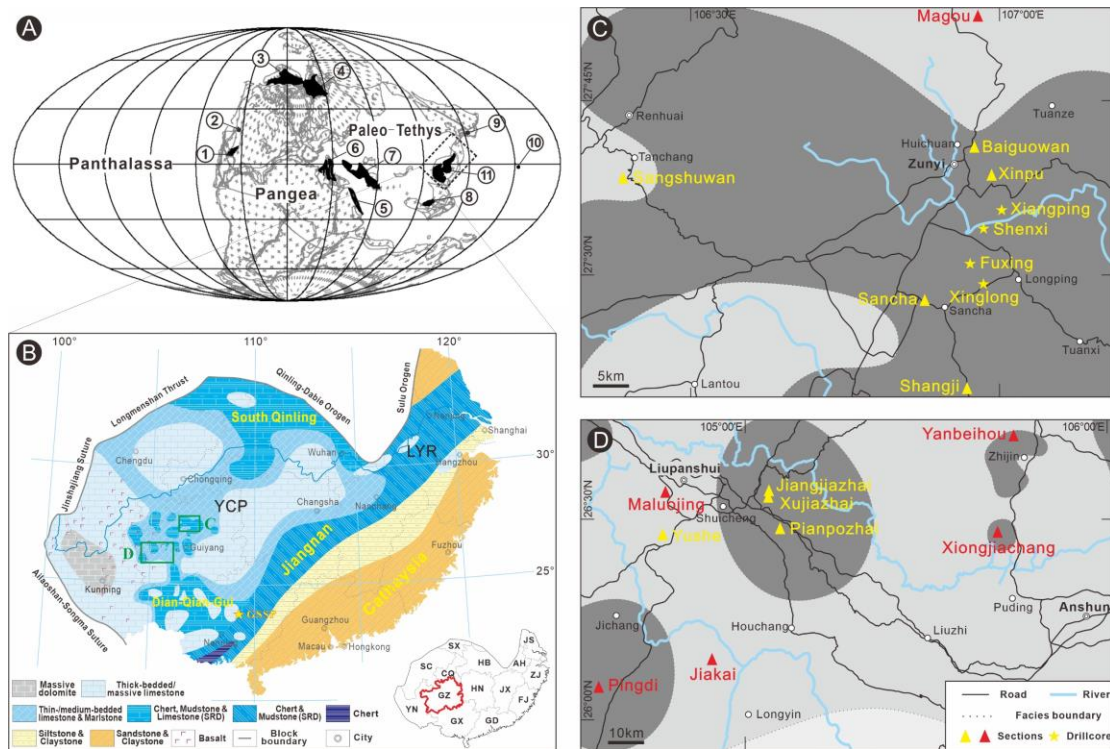 A
3
4
2
Paleo-Tethys
9
10
1
6
7
Panthalassa
Pangea
11
5
8
B
100°
110°
120°
Longmenshan Thrust
Qinling-Dabie Orogen
Sulu Orogen
Jinshajiang Suture
South Qinling
Nanjing
Shanghai
LYR
Wuhan
Hangzhou
30°
Chengdu
Chongqing
YCP
Changsha
Nanchang
C
D
Guiyang
Jiangnan
Fuzhou
Kunming
Cathaysia
25°
Dian-Qian-Gui
GSSP
Ailaoshan-Songma Suture
Nanning
Guangzhou
Macau
Hongkong
SX
JS
SC
HB
AH
CQ
ZJ
GZ
HN
JX
YN
FJ
GX
GD
Massive
dolomite
Thick-bedded/
massive limestone
Thin-/medium-bedded
limestone & Marlstone
Chert, Mudstone &
Limestone (SRD)
Chert &
Mudstone (SRD)
Chert
Siltstone &
Claystone
Sandstone &
Claystone
Basalt
Block
boundary
City
C
106°30'E
107°00'E
Magou
27°45'N
Renhuai
Tuanze
Huichuan
Baiguowan
Tanchang
Zunyi
Sangshuwan
Xinpu
Xiangping
Shenxi
27°30'N
Fuxing
Longping
Xinglong
Sancha
Sancha
Tuanxi
Lantou
Shangji
5km
D
105°00'E
106°00'E
Yanbeihou
Zhijin
Liupanshui
Jiangjiazhai
26°30'N
Maluojing
Xujiazhai
Shuicheng
Yushe
Pianpozhai
Xiongjiachang
Puding
Anshun
Jichang
Houchang
Liuzhi
Jiakai
26°00'N
Pingdi
Longyin
10km
Road
River
Facies boundary
Sections
Drillcore